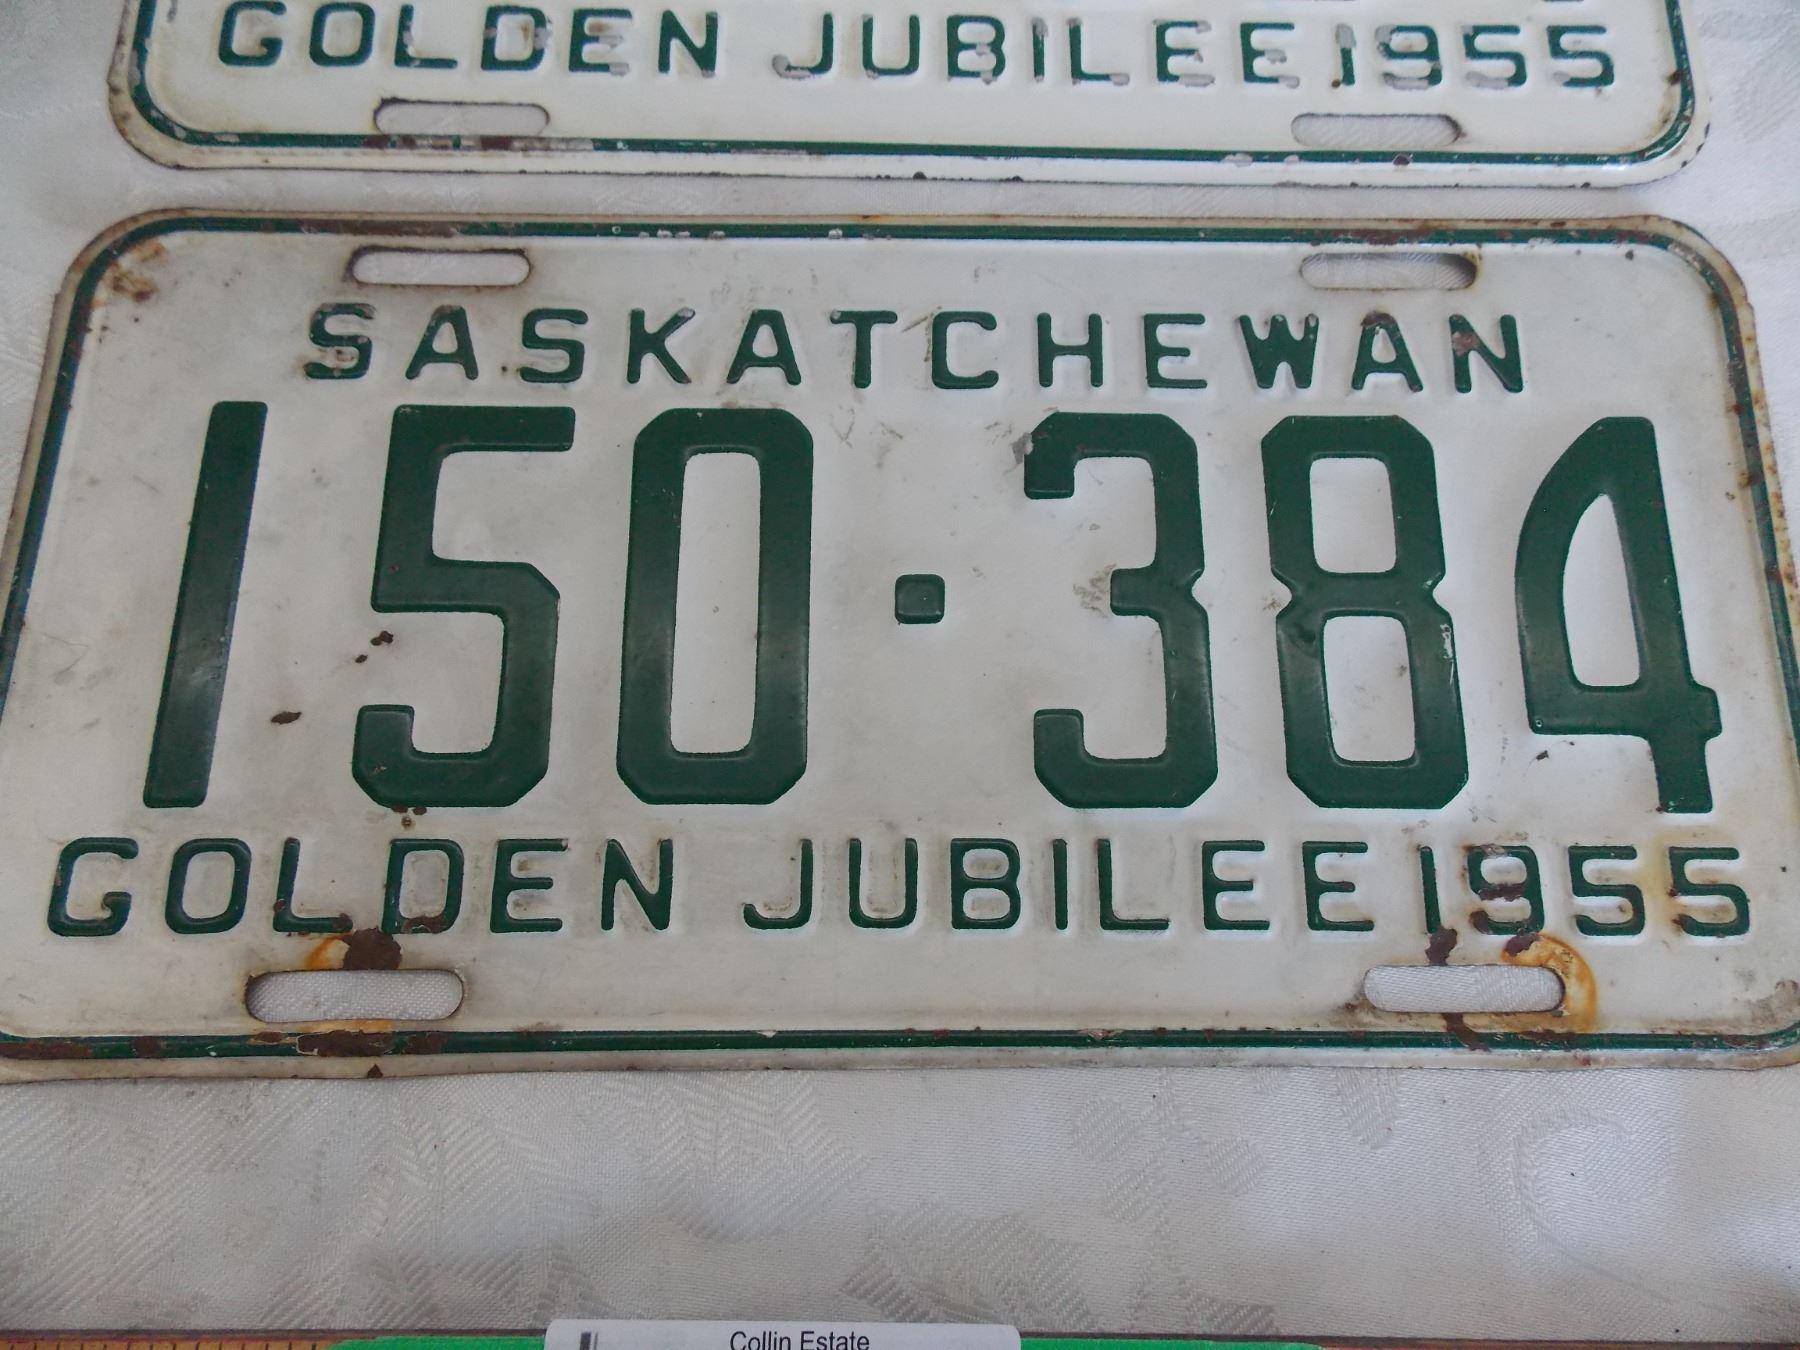 GOLDEN JUBILEE 1955
SASKATCHEWAN
150·384
GOLDEN JUBILEE 1955
Collin Estate